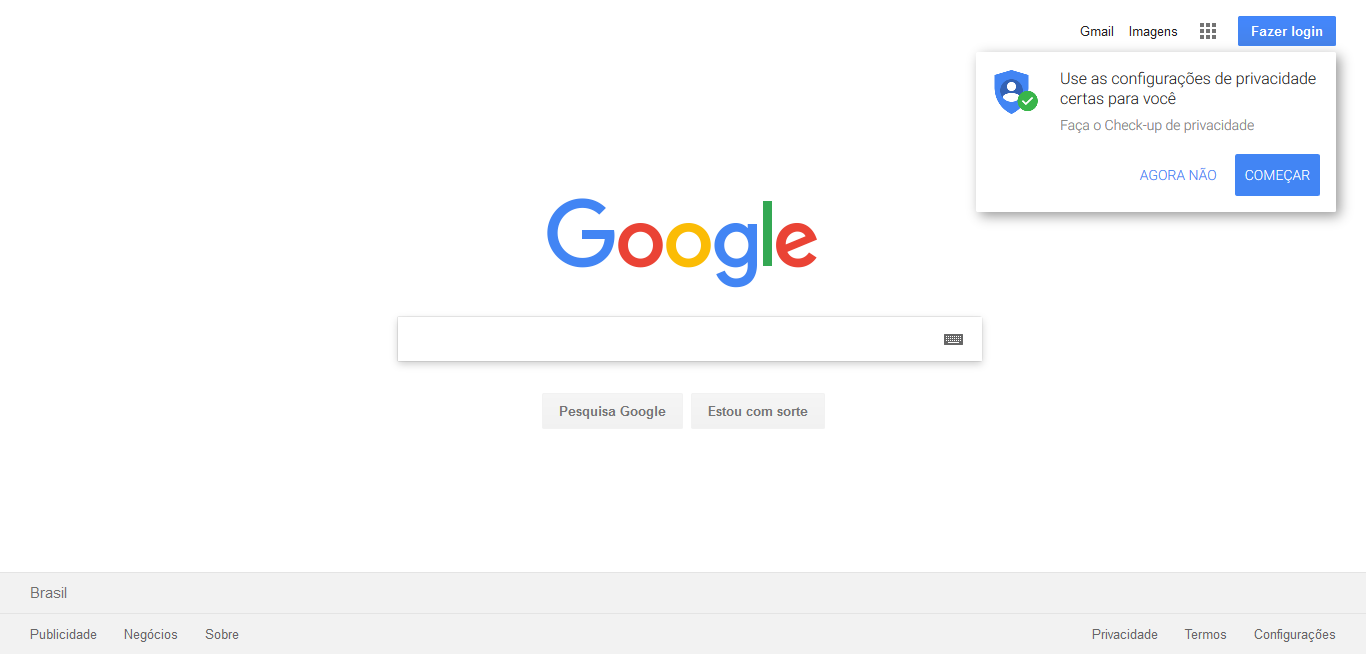 Gmail Imagens Fazer login
Use as configurações de privacidade
certas para você
Faça o Check-up de privacidade
AGORA NÃO COMEÇAR
Google
Pesquisa Google Estou com sorte
Brasil
Publicidade Negócios Sobre Privacidade Termos Configurações